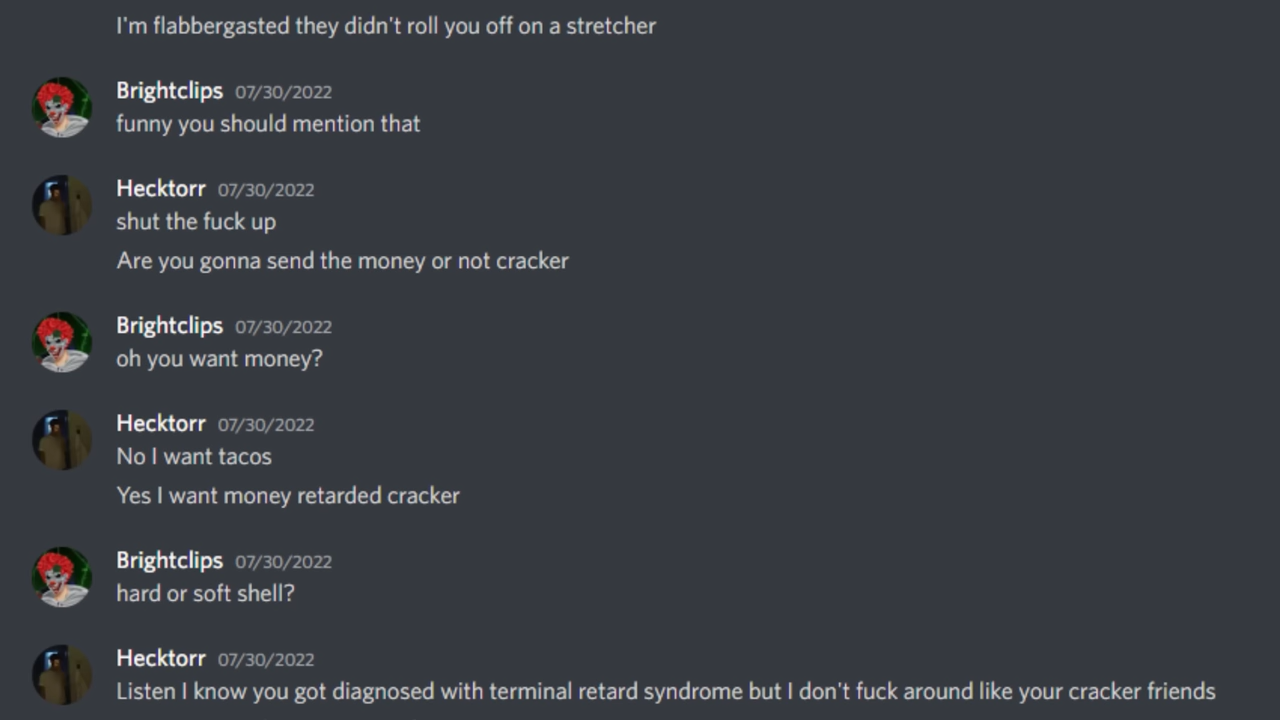 I'm flabbergasted they didn't roll you off on a stretcher
Brightclips 07/30/2022
funny you should mention that
Hecktorr 07/30/2022
shut the fuck up
Are you gonna send the money or not cracker
Brightclips 07/30/2022
oh you want money?
Hecktorr 07/30/2022
No I want tacos
Yes I want money retarded cracker
Brightclips 07/30/2022
hard or soft shell?
Hecktorr 07/30/2022
Listen I know you got diagnosed with terminal retard syndrome but I don't fuck around like your cracker friends